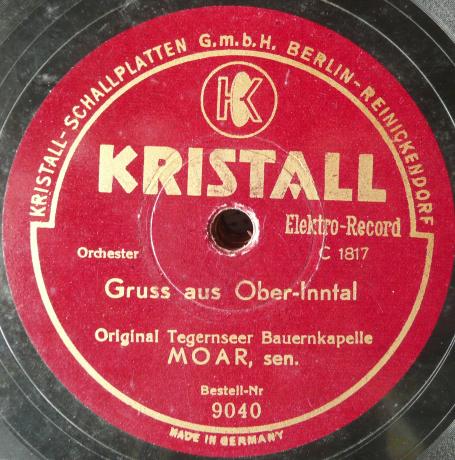 KRISTALL-SCHALLPLATTEN G.m.b.H. BERLIN-REINICKENDORF
K
KRISTALL
Elektro-Record
Orchester
C 1817
Gruss aus Ober-Inntal
Original Tegernseer Bauernkapelle
MOAR, sen.
Bestell-Nr
9040
MADE IN GERMANY